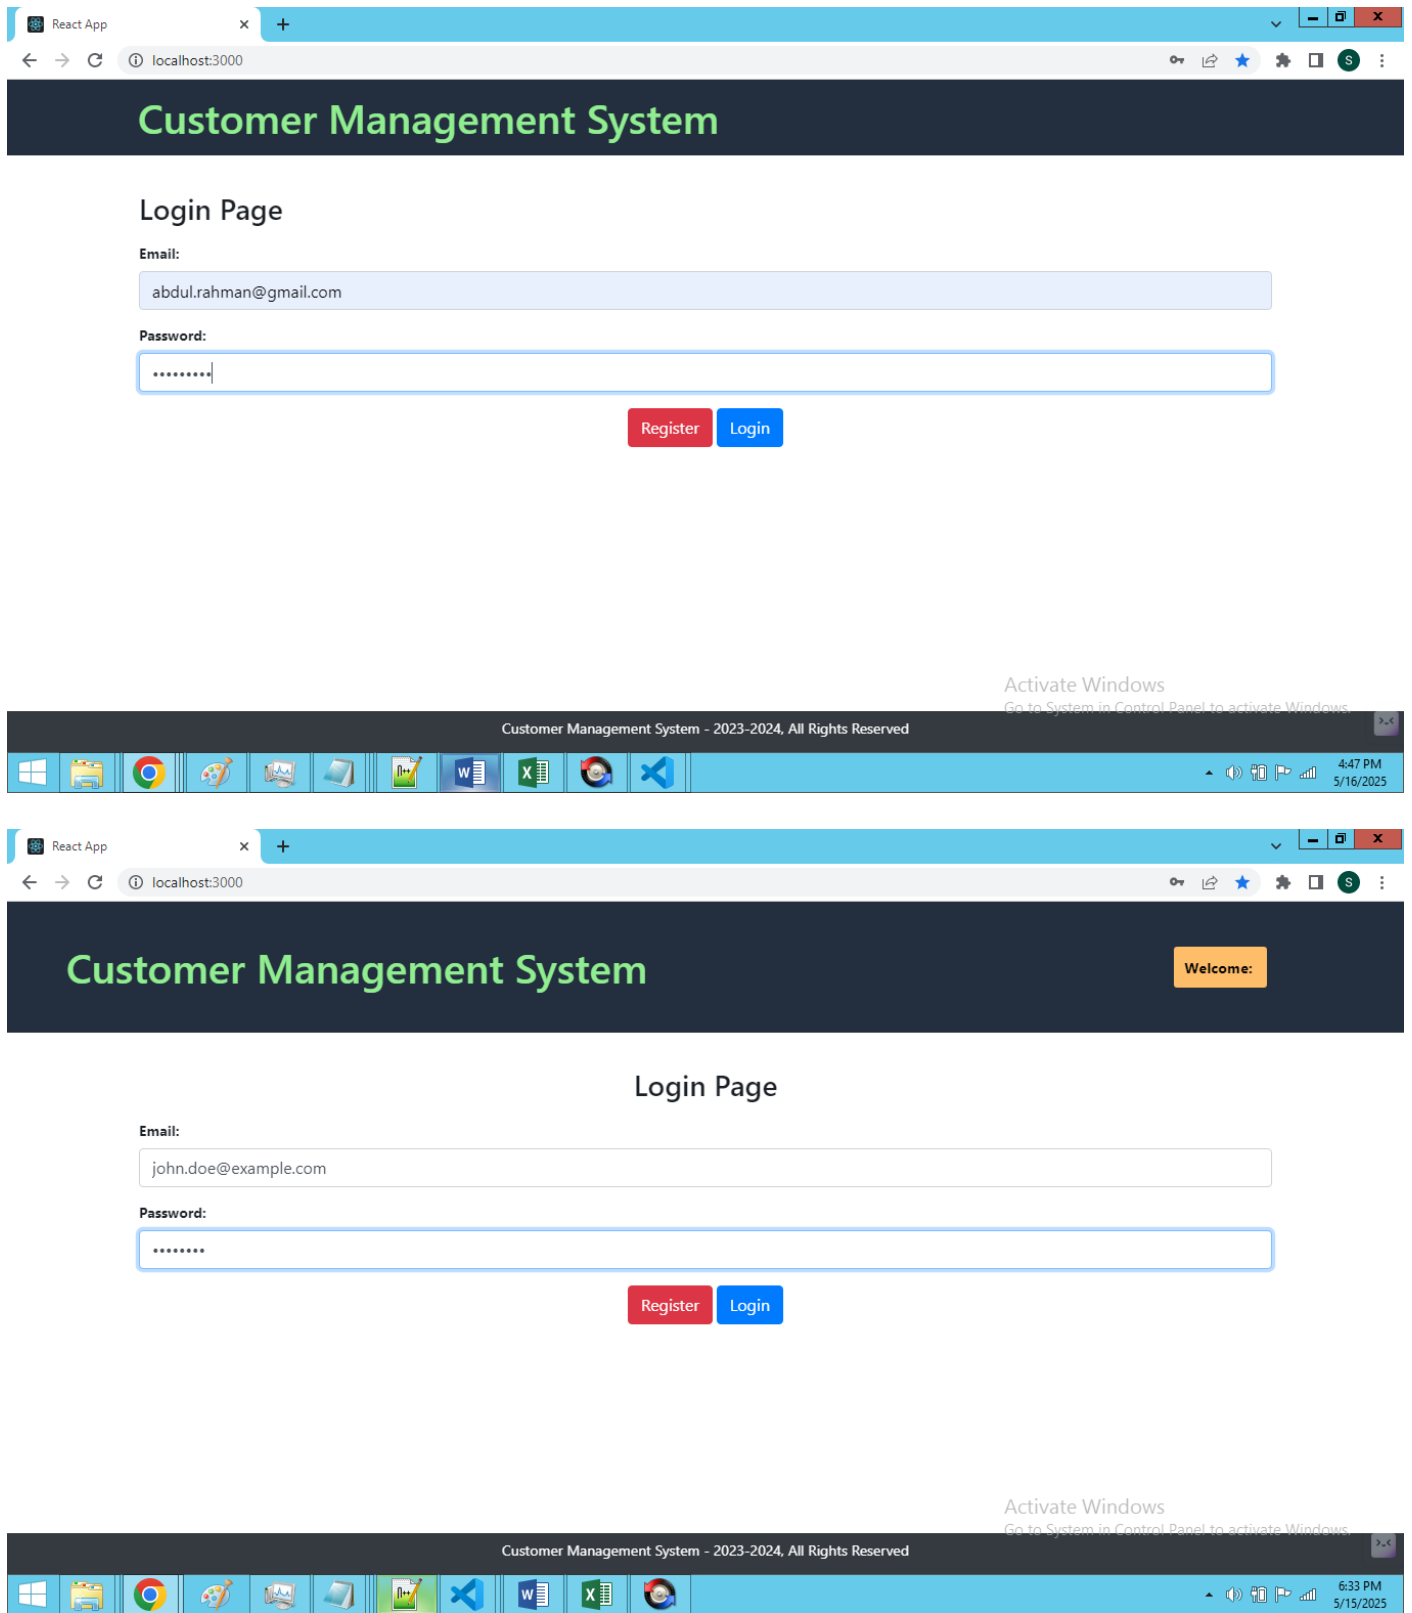 React App
localhost:3000
S
Customer Management System
Login Page
Email:
abdul.rahman@gmail.com
Password:
•••••••••
Register Login
Activate Windows
Go to System in Control Panel to activate Windows.
Customer Management System - 2023-2024, All Rights Reserved
4:47 PM
5/16/2025
React App
localhost:3000
S
Customer Management System
Welcome:
Login Page
Email:
john.doe@example.com
Password:
••••••••
Register Login
Activate Windows
Go to System in Control Panel to activate Windows.
Customer Management System - 2023-2024, All Rights Reserved
6:33 PM
5/15/2025